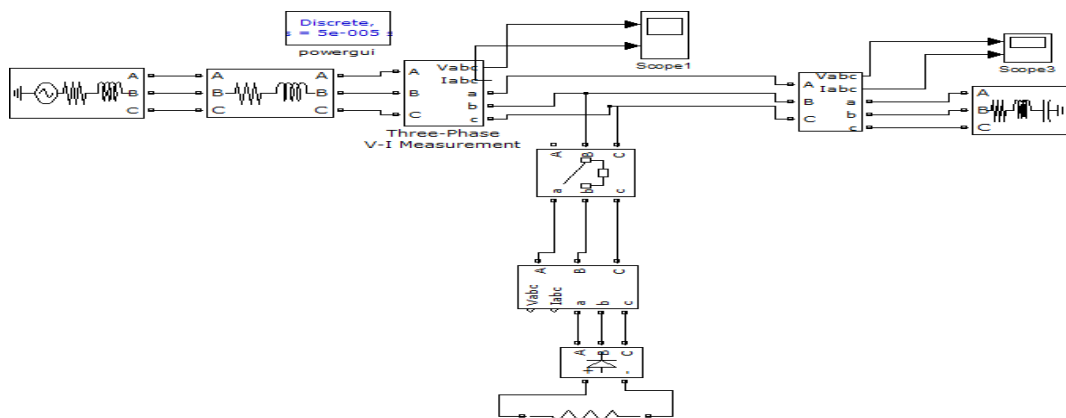 Discrete,
s = 5e-005 s
powergui
Scope1
Scope3
A
B
C
A
B
C
A
B
C
A
B
C
Vabc
Iabc
a
b
c
Three-Phase
V-I Measurement
A
B
C
Vabc
Iabc
a
b
c
A
B
C
A
B
C
a
b
c
A
B
C
Vabc
Iabc
a
b
c
A
B
C
+
-